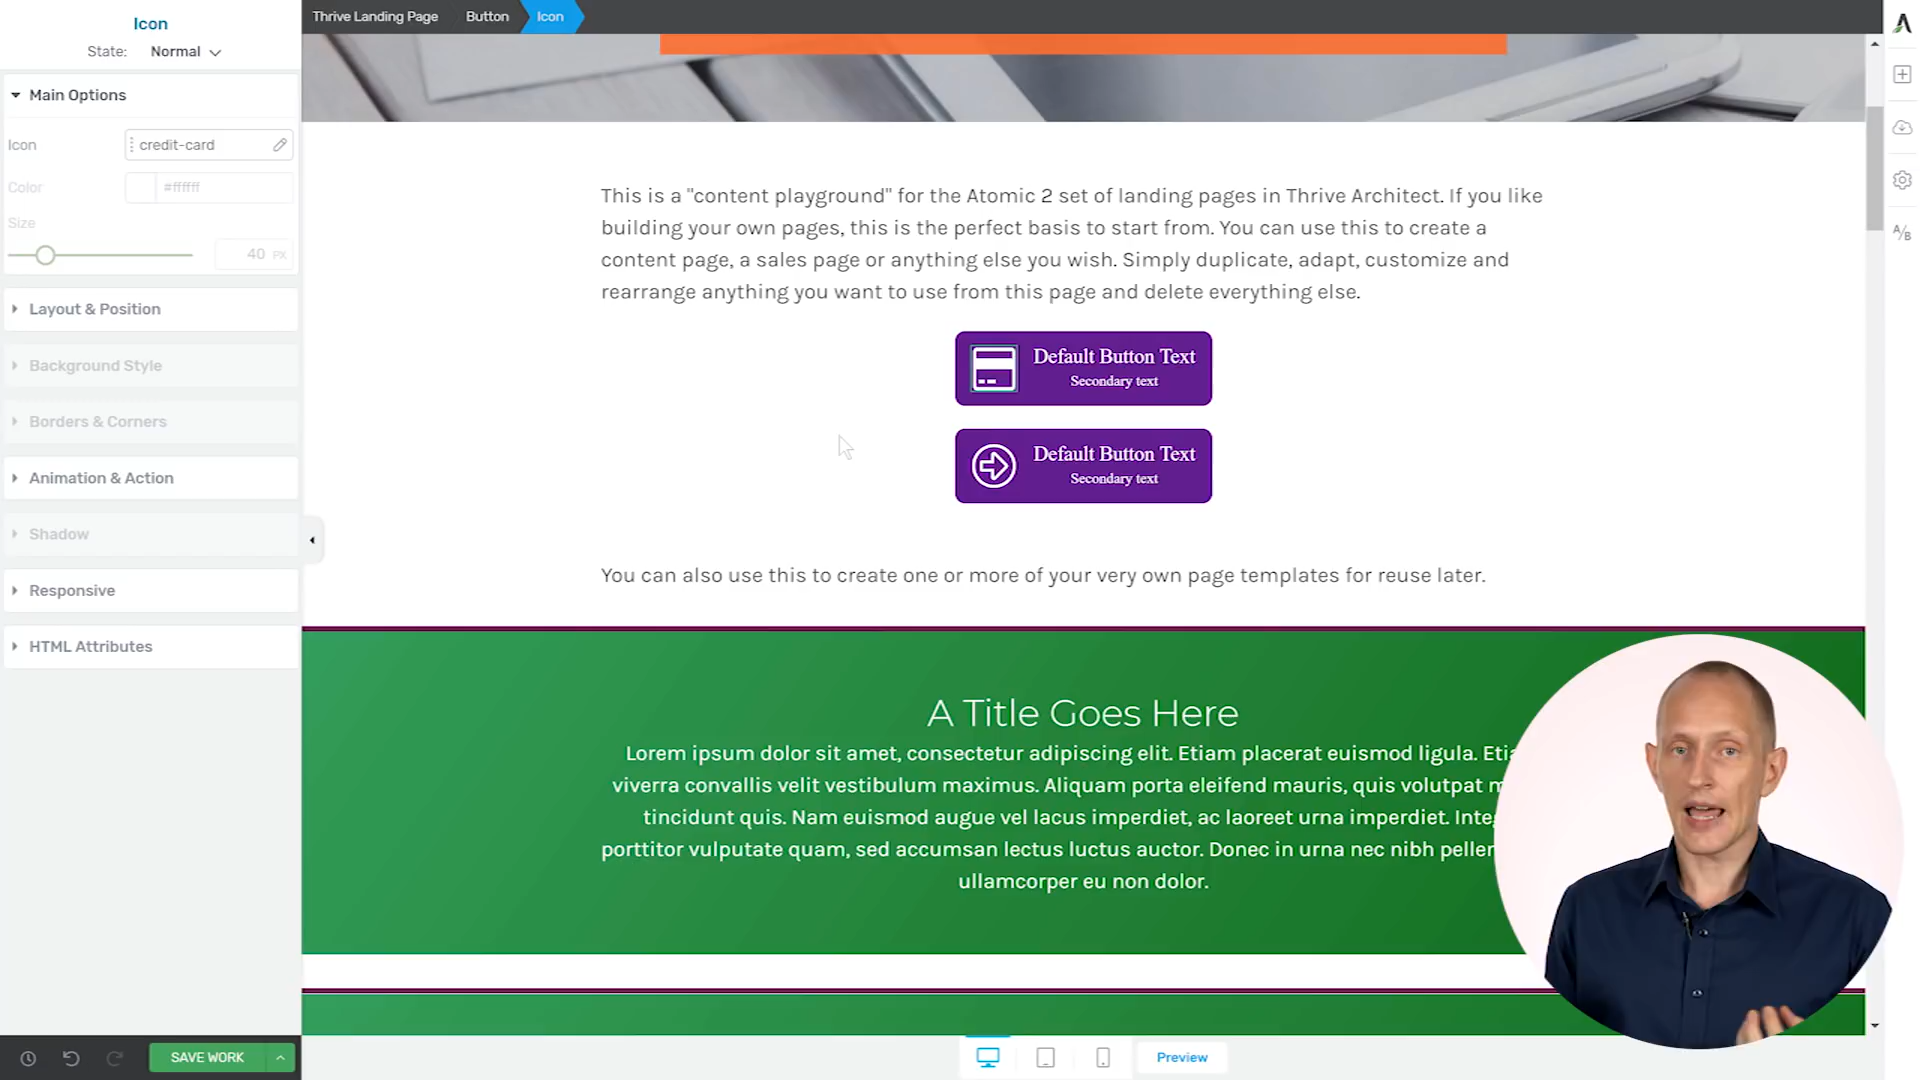 Icon
State: Normal
Main Options
Icon credit-card
Color #ffffff
Size
40 PX
Layout & Position
Background Style
Borders & Corners
Animation & Action
Shadow
Responsive
HTML Attributes
SAVE WORK
Thrive Landing Page Button Icon
This is a "content playground" for the Atomic 2 set of landing pages in Thrive Architect. If you like
building your own pages, this is the perfect basis to start from. You can use this to create a
content page, a sales page or anything else you wish. Simply duplicate, adapt, customize and
rearrange anything you want to use from this page and delete everything else.
Default Button Text
Secondary text
Default Button Text
Secondary text
You can also use this to create one or more of your very own page templates for reuse later.
A Title Goes Here
Lorem ipsum dolor sit amet, consectetur adipiscing elit. Etiam placerat euismod ligula. Etia
viverra convallis velit vestibulum maximus. Aliquam porta eleifend mauris, quis volutpat m
tincidunt quis. Nam euismod augue vel lacus imperdiet, ac laoreet urna imperdiet. Integ
porttitor vulputate quam, sed accumsan lectus luctus auctor. Donec in urna nec nibh pellen
ullamcorper eu non dolor.
Preview
A/B